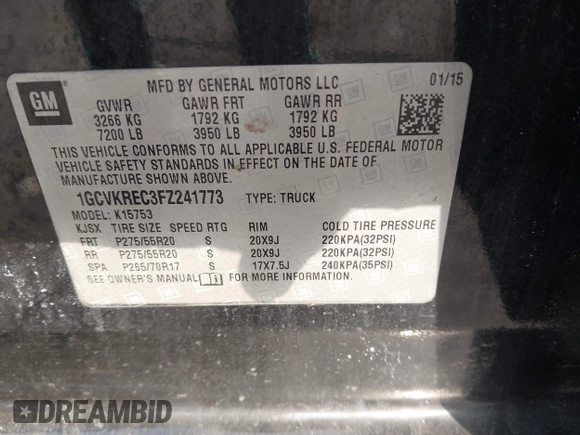 GM
MFD BY GENERAL MOTORS LLC 01/15
GVWR GAWR FRT GAWR RR
3266 KG 1792 KG 1792 KG
7200 LB 3950 LB 3950 LB
THIS VEHICLE CONFORMS TO ALL APPLICABLE U.S. FEDERAL MOTOR
VEHICLE SAFETY STANDARDS IN EFFECT ON THE DATE OF
MANUFACTURE SHOWN ABOVE.
1GCVKREC3FZ241773 TYPE: TRUCK
MODEL: K15753
KJSX TIRE SIZE SPEED RTG RIM COLD TIRE PRESSURE
FRT P275/55R20 S 20X9J 220KPA(32PSI)
RR P275/55R20 S 20X9J 220KPA(32PSI)
SPA P265/70R17 S 17X7.5J 240KPA(35PSI)
SEE OWNER'S MANUAL FOR MORE INFORMATION.
DREAMBID